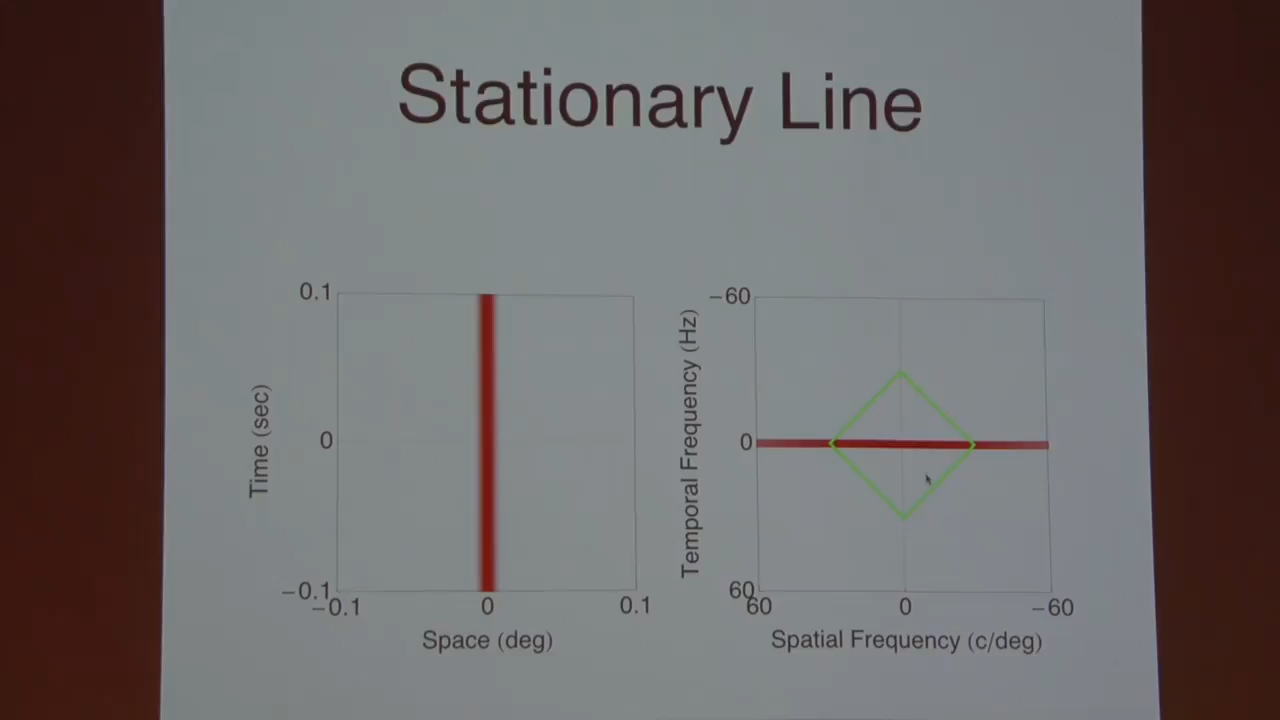 Stationary Line
0.1
0
−0.1
−0.1
0
0.1
Time (sec)
Space (deg)
−60
0
60
60
0
−60
Temporal Frequency (Hz)
Spatial Frequency (c/deg)